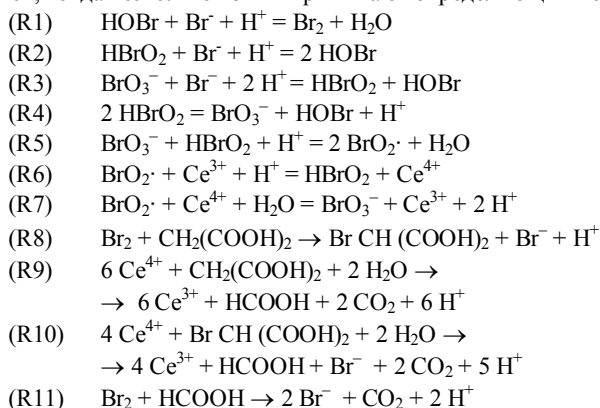 (R1) HOBr + Br⁻ + H⁺ = Br₂ + H₂O
(R2) HBrO₂ + Br⁻ + H⁺ = 2 HOBr
(R3) BrO₃⁻ + Br⁻ + 2 H⁺ = HBrO₂ + HOBr
(R4) 2 HBrO₂ = BrO₃⁻ + HOBr + H⁺
(R5) BrO₃⁻ + HBrO₂ + H⁺ = 2 BrO₂· + H₂O
(R6) BrO₂· + Ce³⁺ + H⁺ = HBrO₂ + Ce⁴⁺
(R7) BrO₂· + Ce⁴⁺ + H₂O = BrO₃⁻ + Ce³⁺ + 2 H⁺
(R8) Br₂ + CH₂(COOH)₂ → Br CH (COOH)₂ + Br⁻ + H⁺
(R9) 6 Ce⁴⁺ + CH₂(COOH)₂ + 2 H₂O →
→ 6 Ce³⁺ + HCOOH + 2 CO₂ + 6 H⁺
(R10) 4 Ce⁴⁺ + Br CH (COOH)₂ + 2 H₂O →
→ 4 Ce³⁺ + HCOOH + Br⁻ + 2 CO₂ + 5 H⁺
(R11) Br₂ + HCOOH → 2 Br⁻ + CO₂ + 2 H⁺